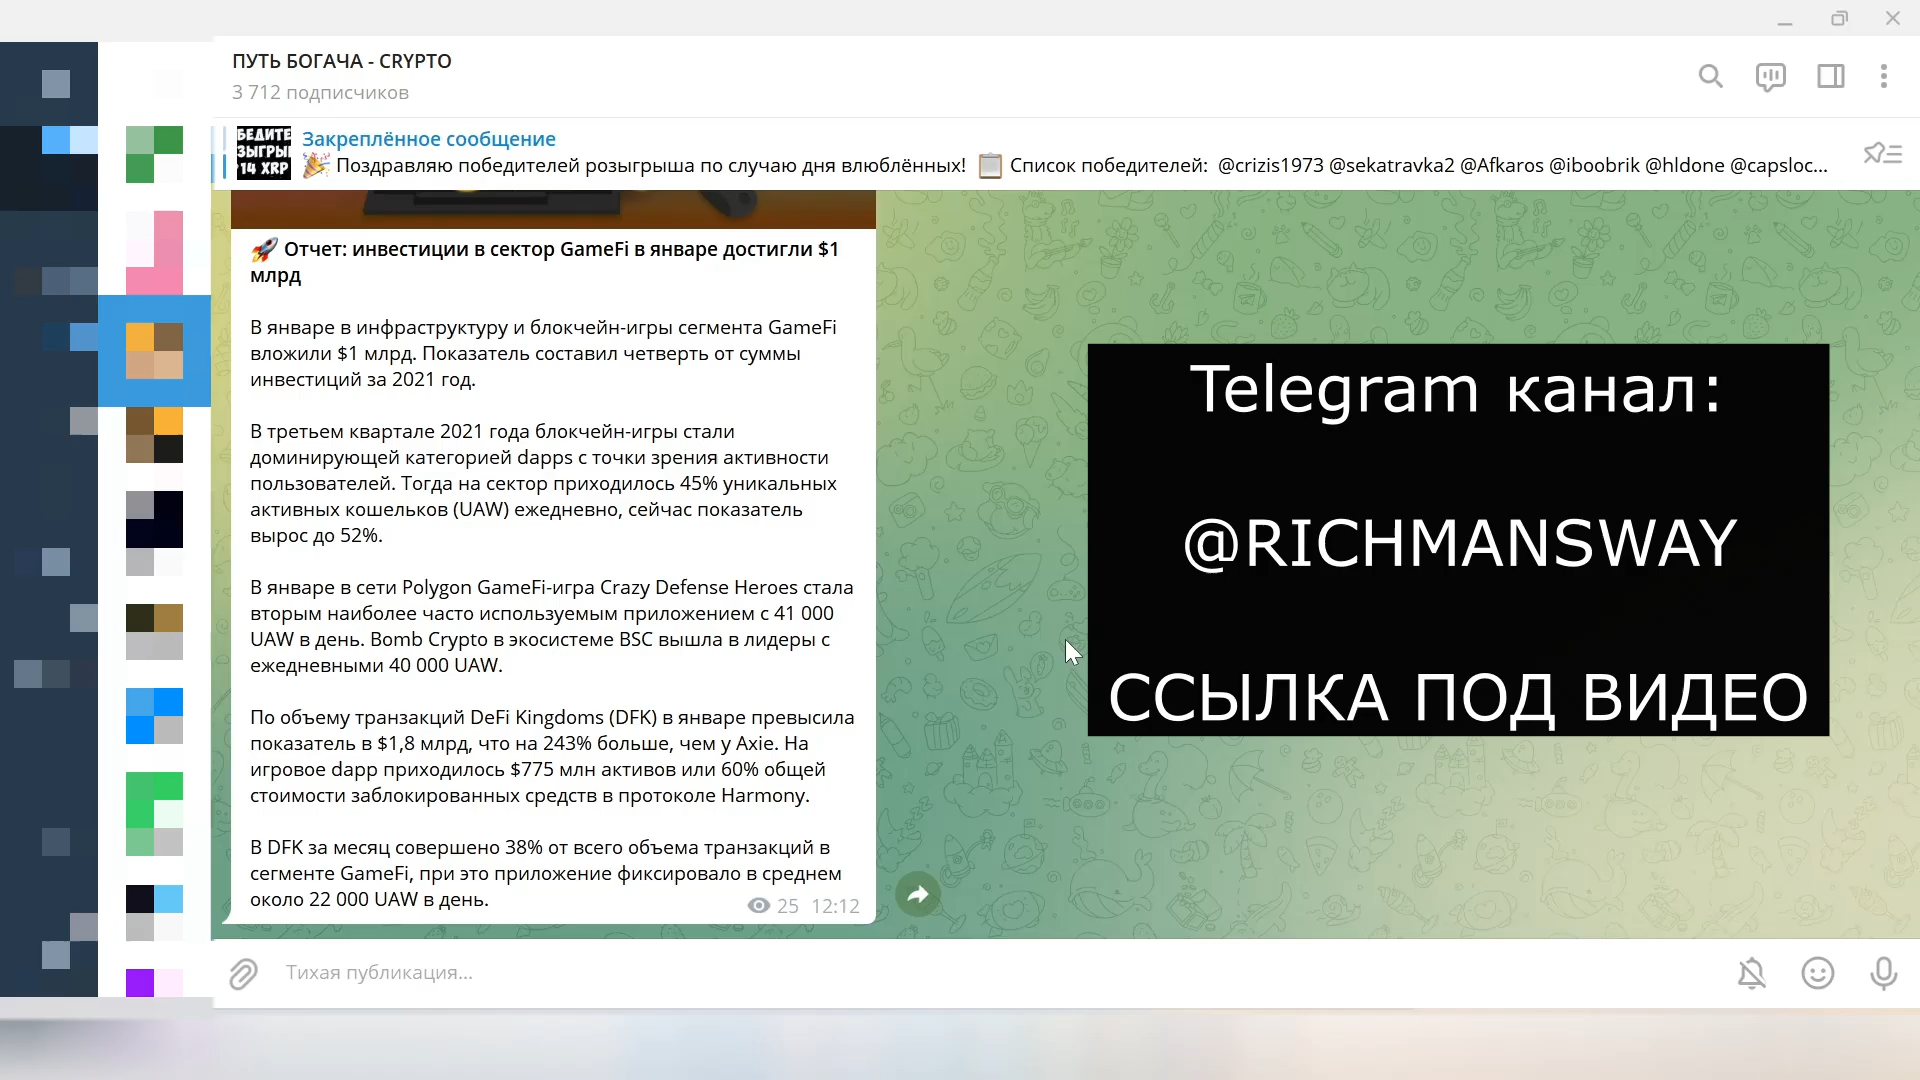 ПУТЬ БОГАЧА - CRYPTO
3 712 подписчиков
БЕДИТЕ
ЗЫГРЫ
14 XRP
Закреплённое сообщение
🎉 Поздравляю победителей розыгрыша по случаю дня влюблённых! 📋 Список победителей: @crizis1973 @sekatravka2 @Afkaros @iboobrik @hldone @capsloc...
🚀 Отчет: инвестиции в сектор GameFi в январе достигли $1
млрд
В январе в инфраструктуру и блокчейн-игры сегмента GameFi
вложили $1 млрд. Показатель составил четверть от суммы
инвестиций за 2021 год.
В третьем квартале 2021 года блокчейн-игры стали
доминирующей категорией dapps с точки зрения активности
пользователей. Тогда на сектор приходилось 45% уникальных
активных кошельков (UAW) ежедневно, сейчас показатель
вырос до 52%.
В январе в сети Polygon GameFi-игра Crazy Defense Heroes стала
вторым наиболее часто используемым приложением с 41 000
UAW в день. Bomb Crypto в экосистеме BSC вышла в лидеры с
ежедневными 40 000 UAW.
По объему транзакций DeFi Kingdoms (DFK) в январе превысила
показатель в $1,8 млрд, что на 243% больше, чем у Axie. На
игровое dapp приходилось $775 млн активов или 60% общей
стоимости заблокированных средств в протоколе Harmony.
В DFK за месяц совершено 38% от всего объема транзакций в
сегменте GameFi, при это приложение фиксировало в среднем
около 22 000 UAW в день.
25 12:12
Telegram канал:
@RICHMANSWAY
ССЫЛКА ПОД ВИДЕО
Тихая публикация...